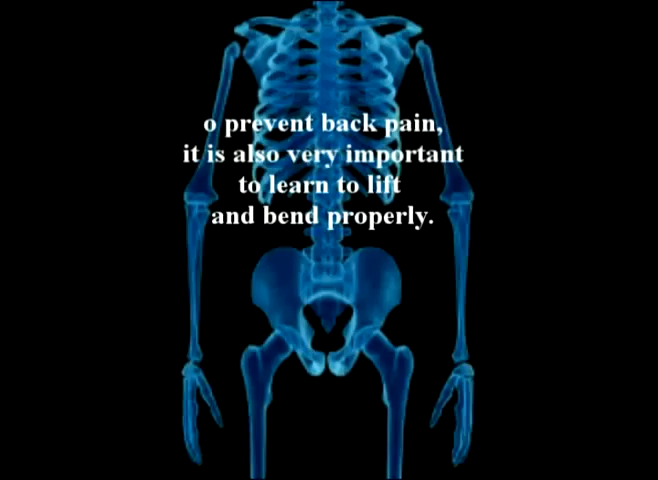 o prevent back pain,
it is also very important
to learn to lift
and bend properly.